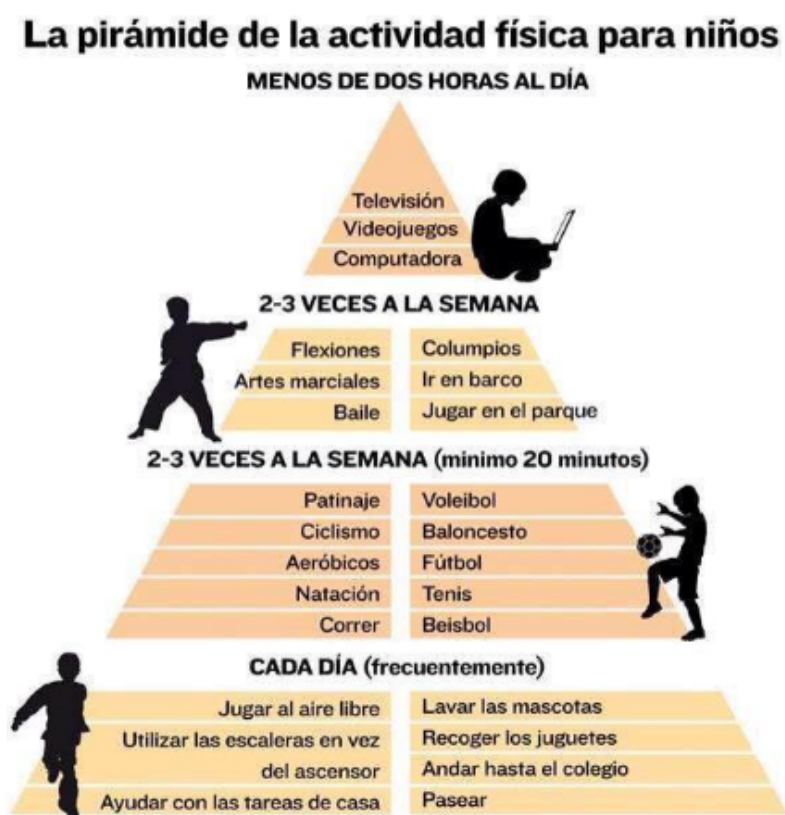 La pirámide de la actividad física para niños
MENOS DE DOS HORAS AL DÍA
Televisión
Videojuegos
Computadora
2-3 VECES A LA SEMANA
Flexiones
Artes marciales
Baile
Columpios
Ir en barco
Jugar en el parque
2-3 VECES A LA SEMANA (minimo 20 minutos)
Patinaje
Ciclismo
Aeróbicos
Natación
Correr
Voleibol
Baloncesto
Fútbol
Tenis
Beisbol
CADA DÍA (frecuentemente)
Jugar al aire libre
Utilizar las escaleras en vez
del ascensor
Ayudar con las tareas de casa
Lavar las mascotas
Recoger los juguetes
Andar hasta el colegio
Pasear